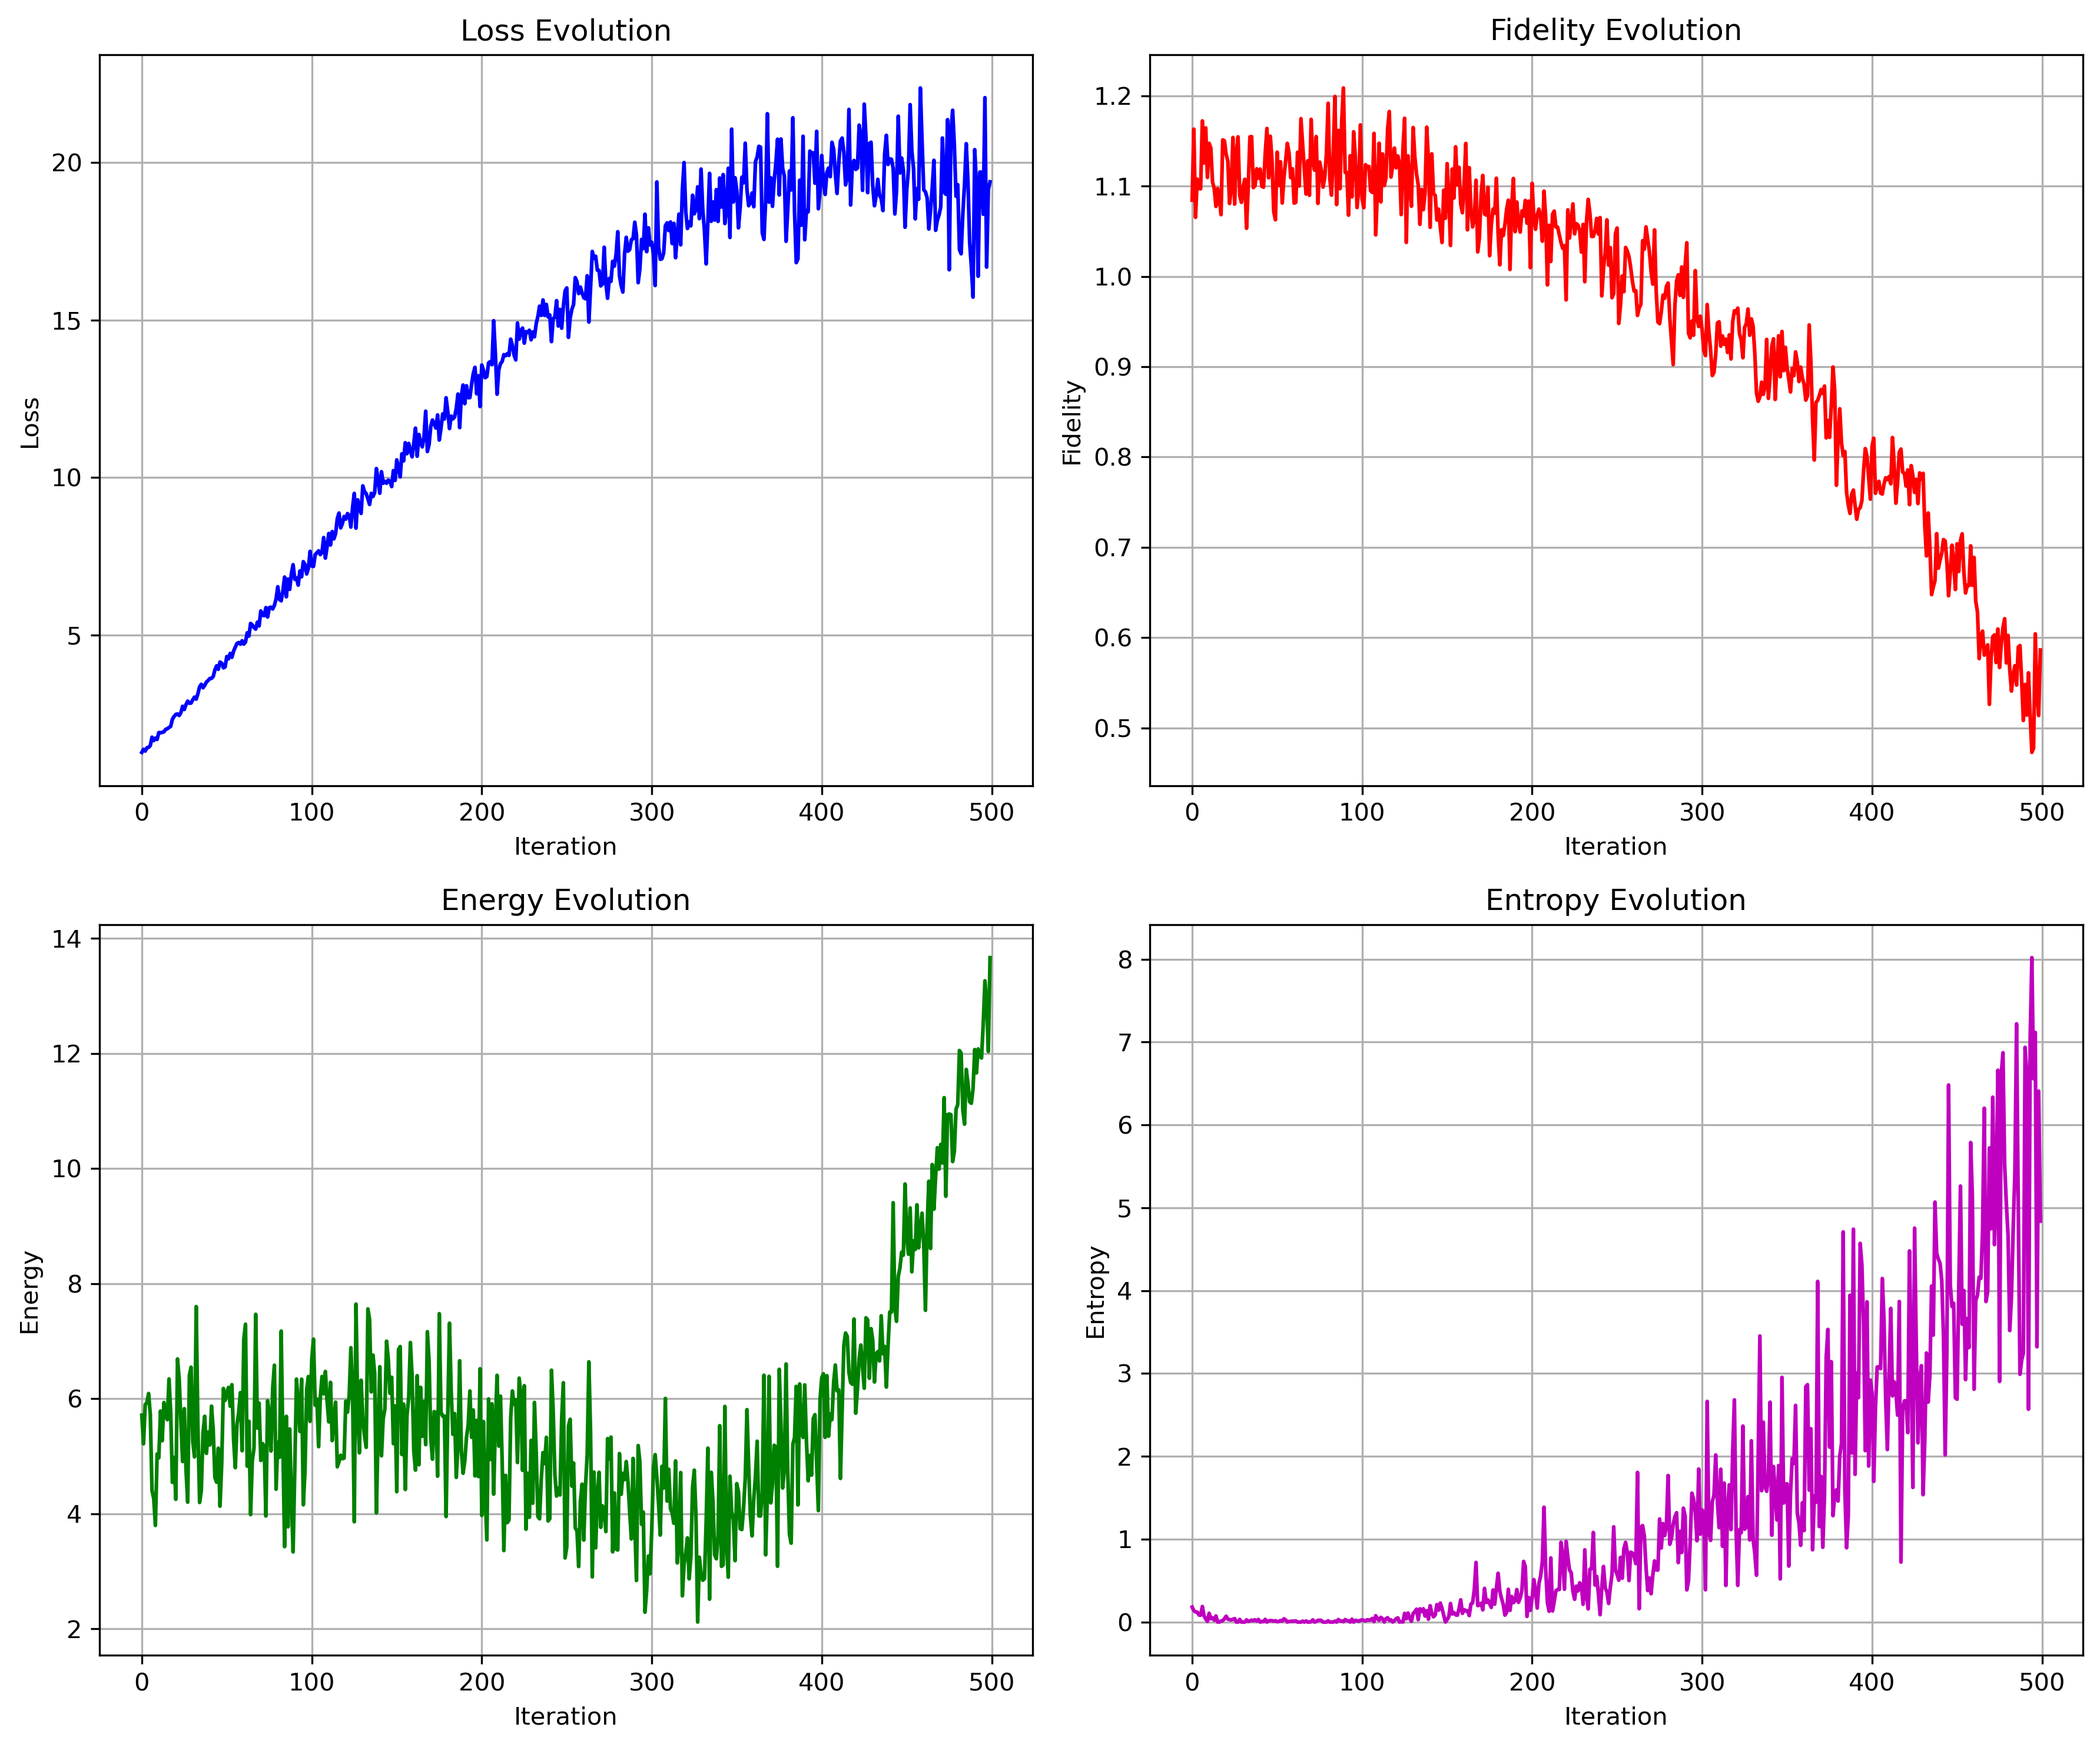 Loss Evolution
Loss
20
15
10
5
0 100 200 300 400 500
Iteration
Fidelity Evolution
Fidelity
1.2
1.1
1.0
0.9
0.8
0.7
0.6
0.5
0 100 200 300 400 500
Iteration
Energy Evolution
Energy
14
12
10
8
6
4
2
0 100 200 300 400 500
Iteration
Entropy Evolution
Entropy
8
7
6
5
4
3
2
1
0
0 100 200 300 400 500
Iteration